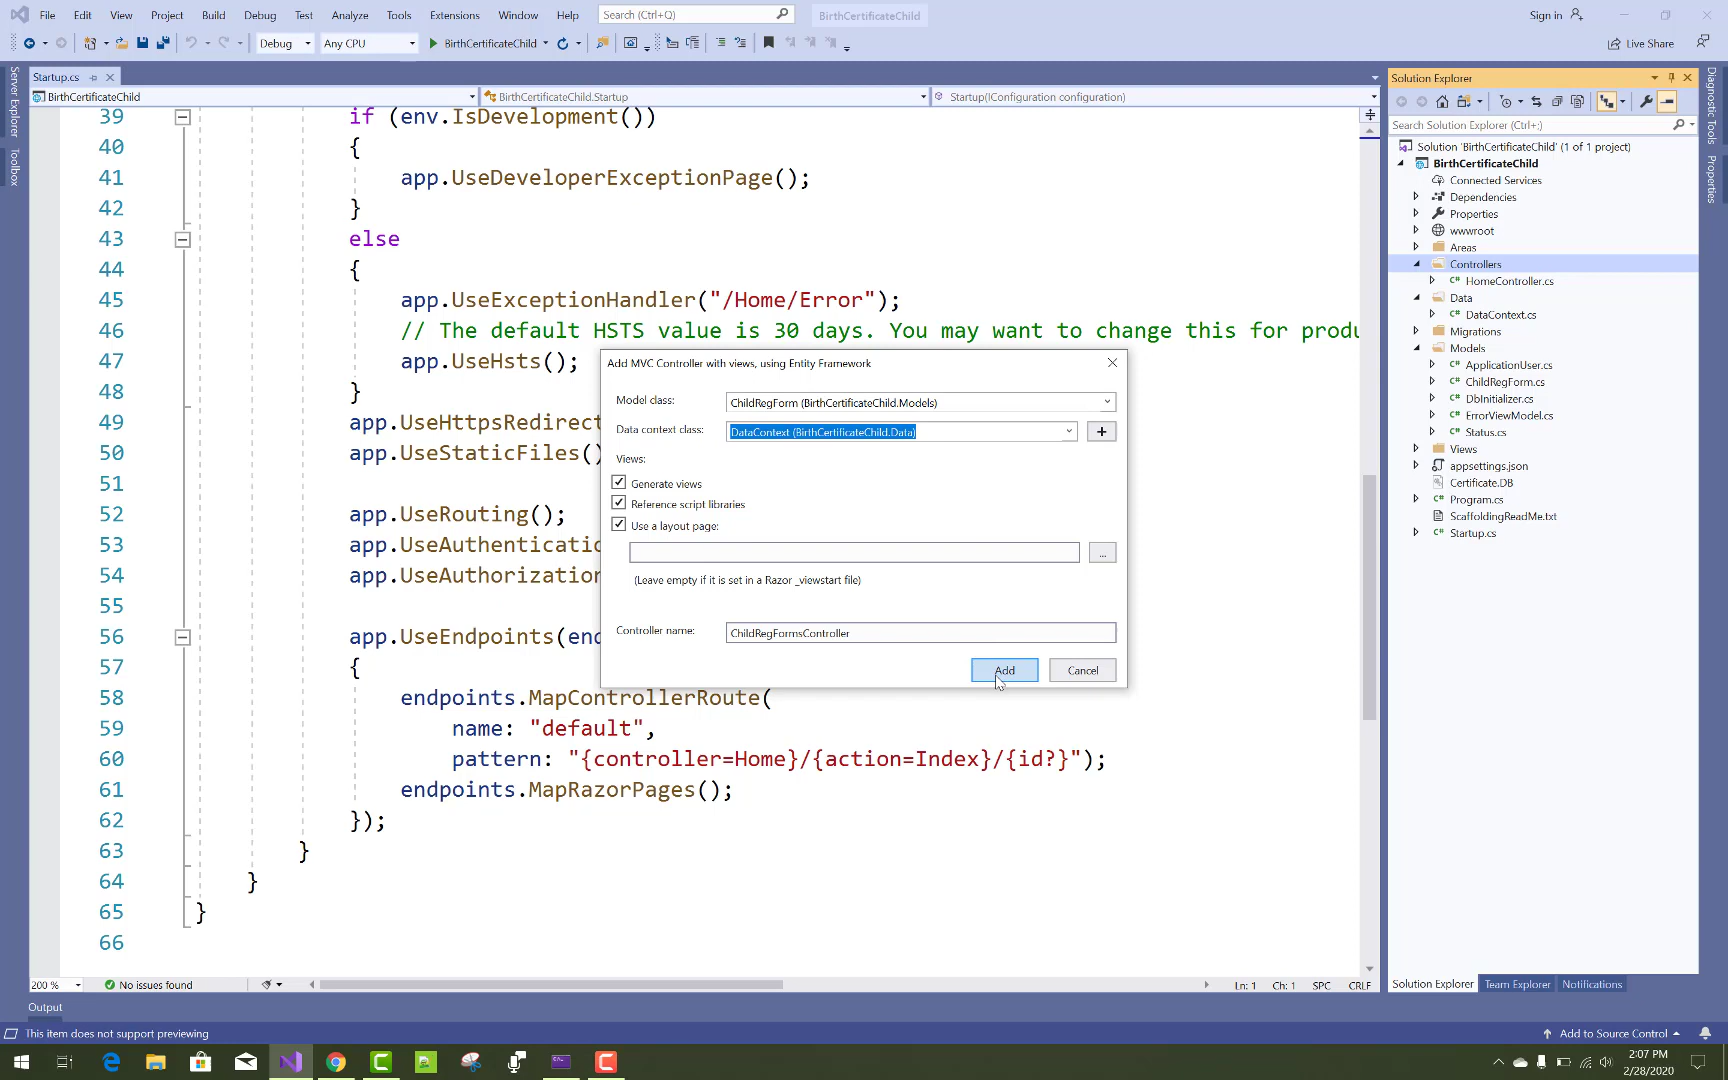 File Edit View Project Build Debug Test Analyze Tools Extensions Window Help Search (Ctrl+Q) BirthCertificateChild Sign in
Debug Any CPU BirthCertificateChild Live Share
Server Explorer
Toolbox
Startup.cs
BirthCertificateChild BirthCertificateChild.Startup Startup(IConfiguration configuration)
39 if (env.IsDevelopment())
40 {
41 app.UseDeveloperExceptionPage();
42 }
43 else
44 {
45 app.UseExceptionHandler("/Home/Error");
46 // The default HSTS value is 30 days. You may want to change this for produ
47 app.UseHsts();
48 }
49 app.UseHttpsRedirect
50 app.UseStaticFiles()
51
52 app.UseRouting();
53 app.UseAuthenticatio
54 app.UseAuthorization
55
56 app.UseEndpoints(end
57 {
58 endpoints.MapControllerRoute(
59 name: "default",
60 pattern: "{controller=Home}/{action=Index}/{id?}");
61 endpoints.MapRazorPages();
62 });
63 }
64 }
65 }
66
Add MVC Controller with views, using Entity Framework
Model class: ChildRegForm (BirthCertificateChild.Models)
Data context class: DataContext (BirthCertificateChild.Data) +
Views:
Generate views
Reference script libraries
Use a layout page:
...
(Leave empty if it is set in a Razor _viewstart file)
Controller name: ChildRegFormsController
Add Cancel
Solution Explorer
Search Solution Explorer (Ctrl+;)
Solution 'BirthCertificateChild' (1 of 1 project)
BirthCertificateChild
Connected Services
Dependencies
Properties
wwwroot
Areas
Controllers
C# HomeController.cs
Data
C# DataContext.cs
Migrations
Models
C# ApplicationUser.cs
C# ChildRegForm.cs
C# DbInitializer.cs
C# ErrorViewModel.cs
C# Status.cs
Views
appsettings.json
Certificate.DB
C# Program.cs
ScaffoldingReadMe.txt
C# Startup.cs
Diagnostic Tools
Properties
200 % No issues found Ln: 1 Ch: 1 SPC CRLF
Solution Explorer Team Explorer Notifications
Output
This item does not support previewing Add to Source Control
2:07 PM
2/28/2020